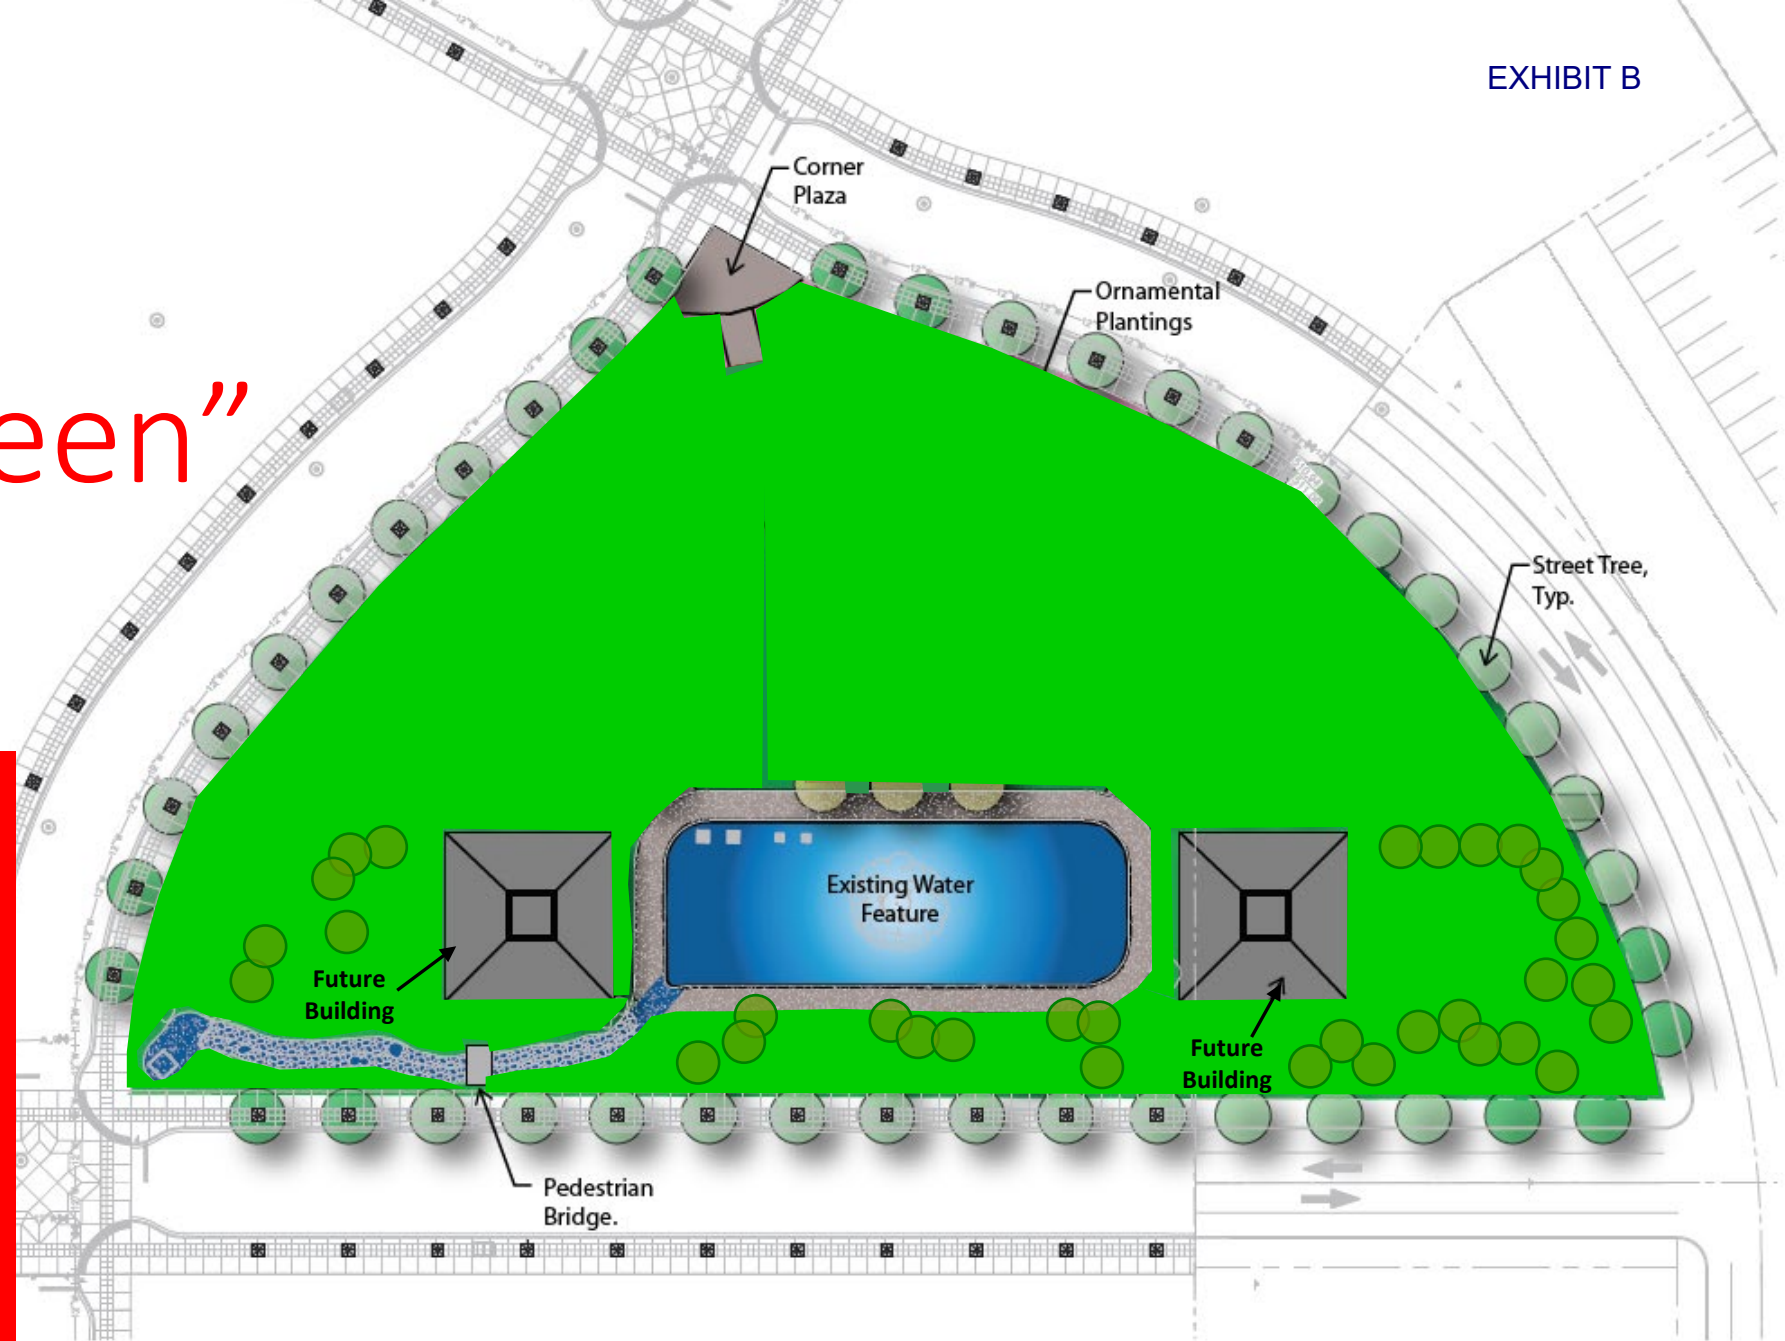 EXHIBIT B
Corner
Plaza
Ornamental
Plantings
een”
Street Tree,
Typ.
Existing Water
Feature
Future
Building
Future
Building
Pedestrian
Bridge.